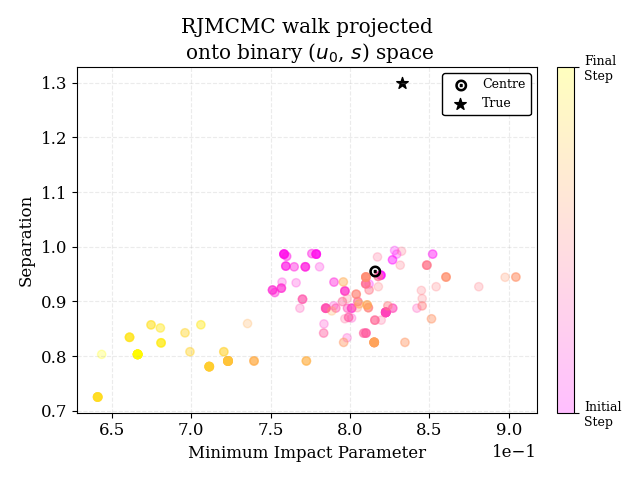 RJMCMC walk projected
onto binary (u₀, s) space
Centre
True
Final
Step
Initial
Step
Separation
1.3
1.2
1.1
1.0
0.9
0.8
0.7
6.5 7.0 7.5 8.0 8.5 9.0
1e−1
Minimum Impact Parameter